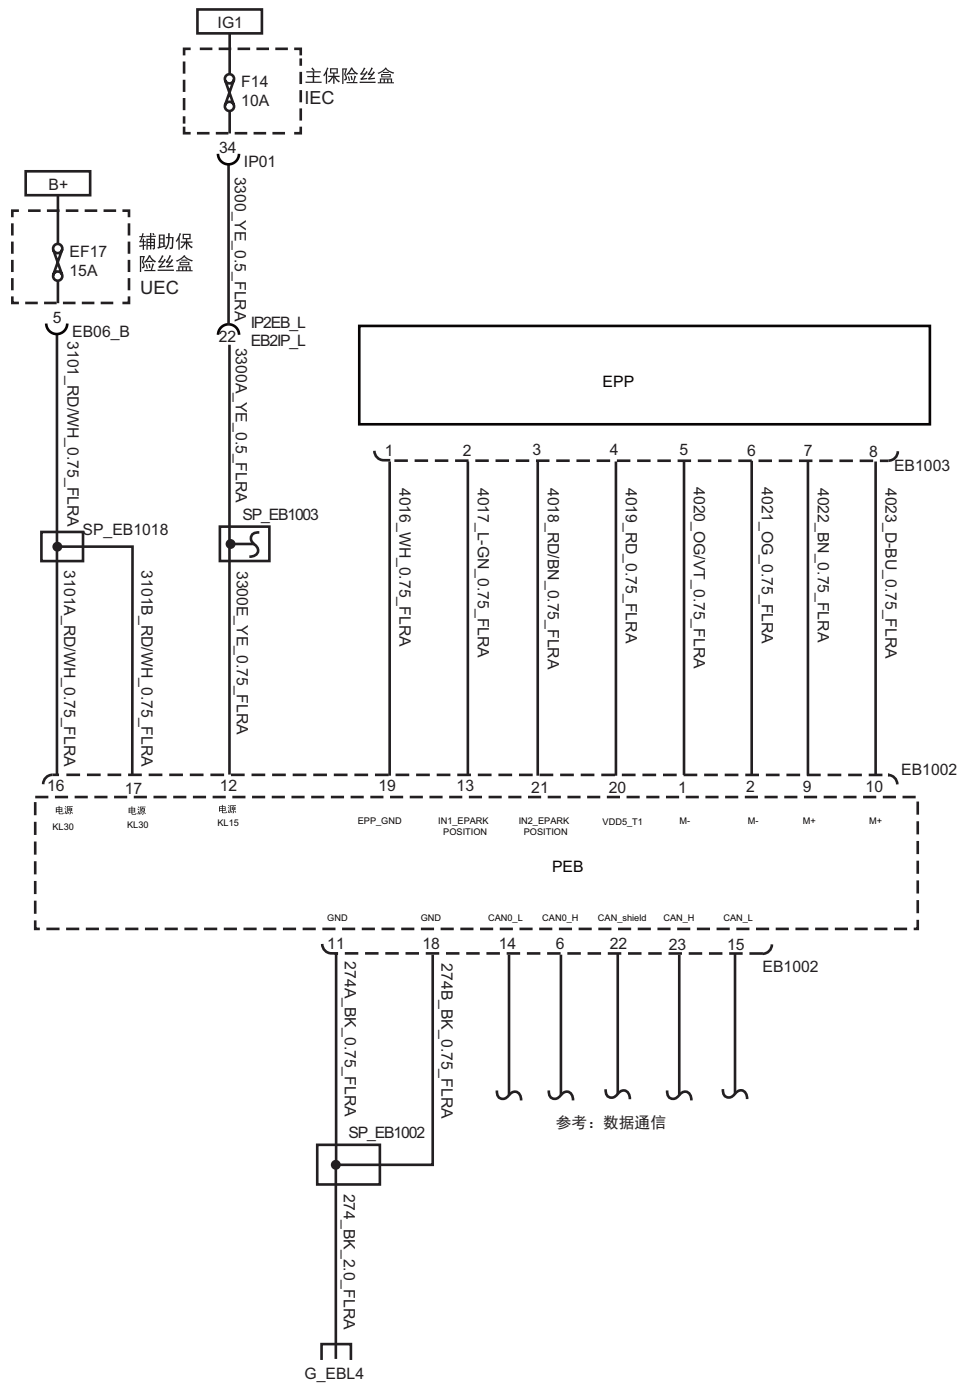 IG1
F14
10A
主保险丝盒
IEC
34
IP01
B+
EF17
15A
辅助保
险丝盒
UEC
5
EB06_B
3300_YE_0.5_FLRA
IP2EB_L
22
EB2IP_L
3101_RD/WH_0.75_FLRA
3300A_YE_0.5_FLRA
EPP
1
2
3
4
5
6
7
8
EB1003
SP_EB1018
SP_EB1003
3101A_RD/WH_0.75_FLRA
3101B_RD/WH_0.75_FLRA
3300E_YE_0.75_FLRA
4016_WH_0.75_FLRA
4017_L-GN_0.75_FLRA
4018_RD/BN_0.75_FLRA
4019_RD_0.75_FLRA
4020_OG/VT_0.75_FLRA
4021_OG_0.75_FLRA
4022_BN_0.75_FLRA
4023_D-BU_0.75_FLRA
EB1002
16
17
12
19
13
21
20
1
2
9
10
电源
KL30
电源
KL30
电源
KL15
EPP_GND
IN1_EPARK
POSITION
IN2_EPARK
POSITION
VDD5_T1
M-
M-
M+
M+
PEB
GND
GND
CAN0_L
CAN0_H
CAN_shield
CAN_H
CAN_L
11
18
14
6
22
23
15
EB1002
274A_BK_0.75_FLRA
274B_BK_0.75_FLRA
参考：数据通信
SP_EB1002
274_BK_2.0_FLRA
G_EBL4